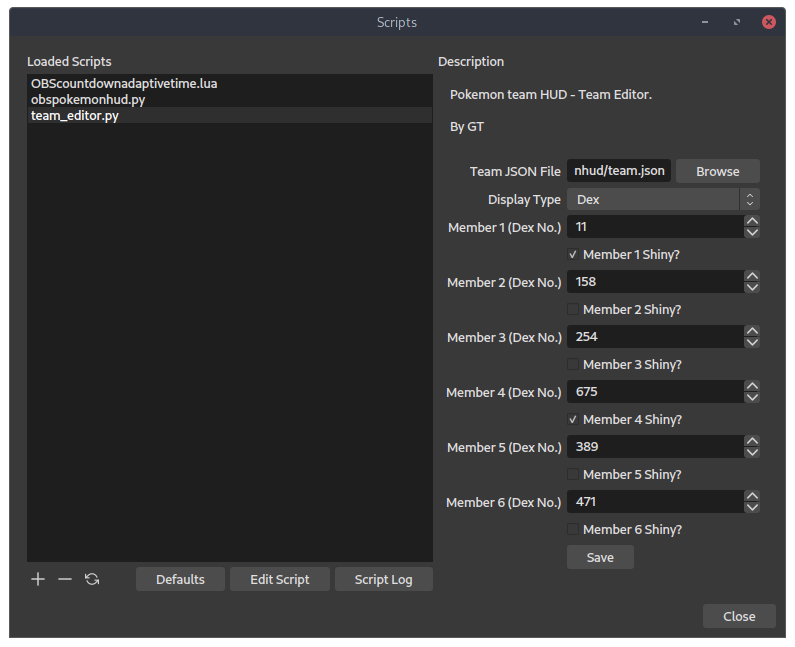 Scripts
Loaded Scripts
OBScountdownadaptivetime.lua
obspokemonhud.py
team_editor.py
Defaults
Edit Script
Script Log
Description
Pokemon team HUD - Team Editor.
By GT
Team JSON File nhud/team.json Browse
Display Type Dex
Member 1 (Dex No.) 11
Member 1 Shiny?
Member 2 (Dex No.) 158
Member 2 Shiny?
Member 3 (Dex No.) 254
Member 3 Shiny?
Member 4 (Dex No.) 675
Member 4 Shiny?
Member 5 (Dex No.) 389
Member 5 Shiny?
Member 6 (Dex No.) 471
Member 6 Shiny?
Save
Close